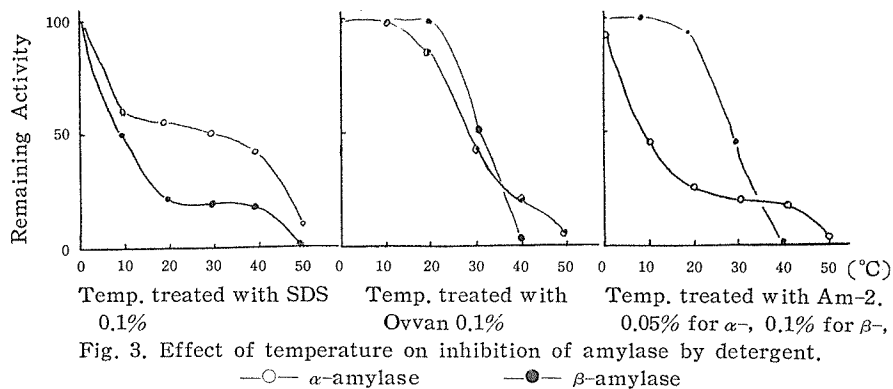 Remaining Activity
100
50
0
0 10 20 30 40 50
0 10 20 30 40 50
0 10 20 30 40 50 (°C)
Temp. treated with SDS
0.1%
Temp. treated with
Ovvan 0.1%
Temp. treated with Am-2.
0.05% for α-, 0.1% for β-,
Fig. 3. Effect of temperature on inhibition of amylase by detergent.
—○— α-amylase —●— β-amylase